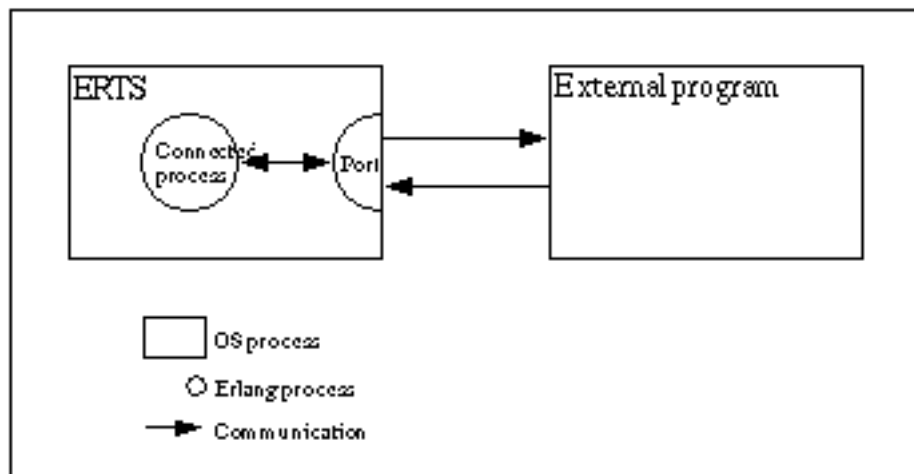 ERTS
External program
Connected
process
Port
OS process
Erlang process
Communication